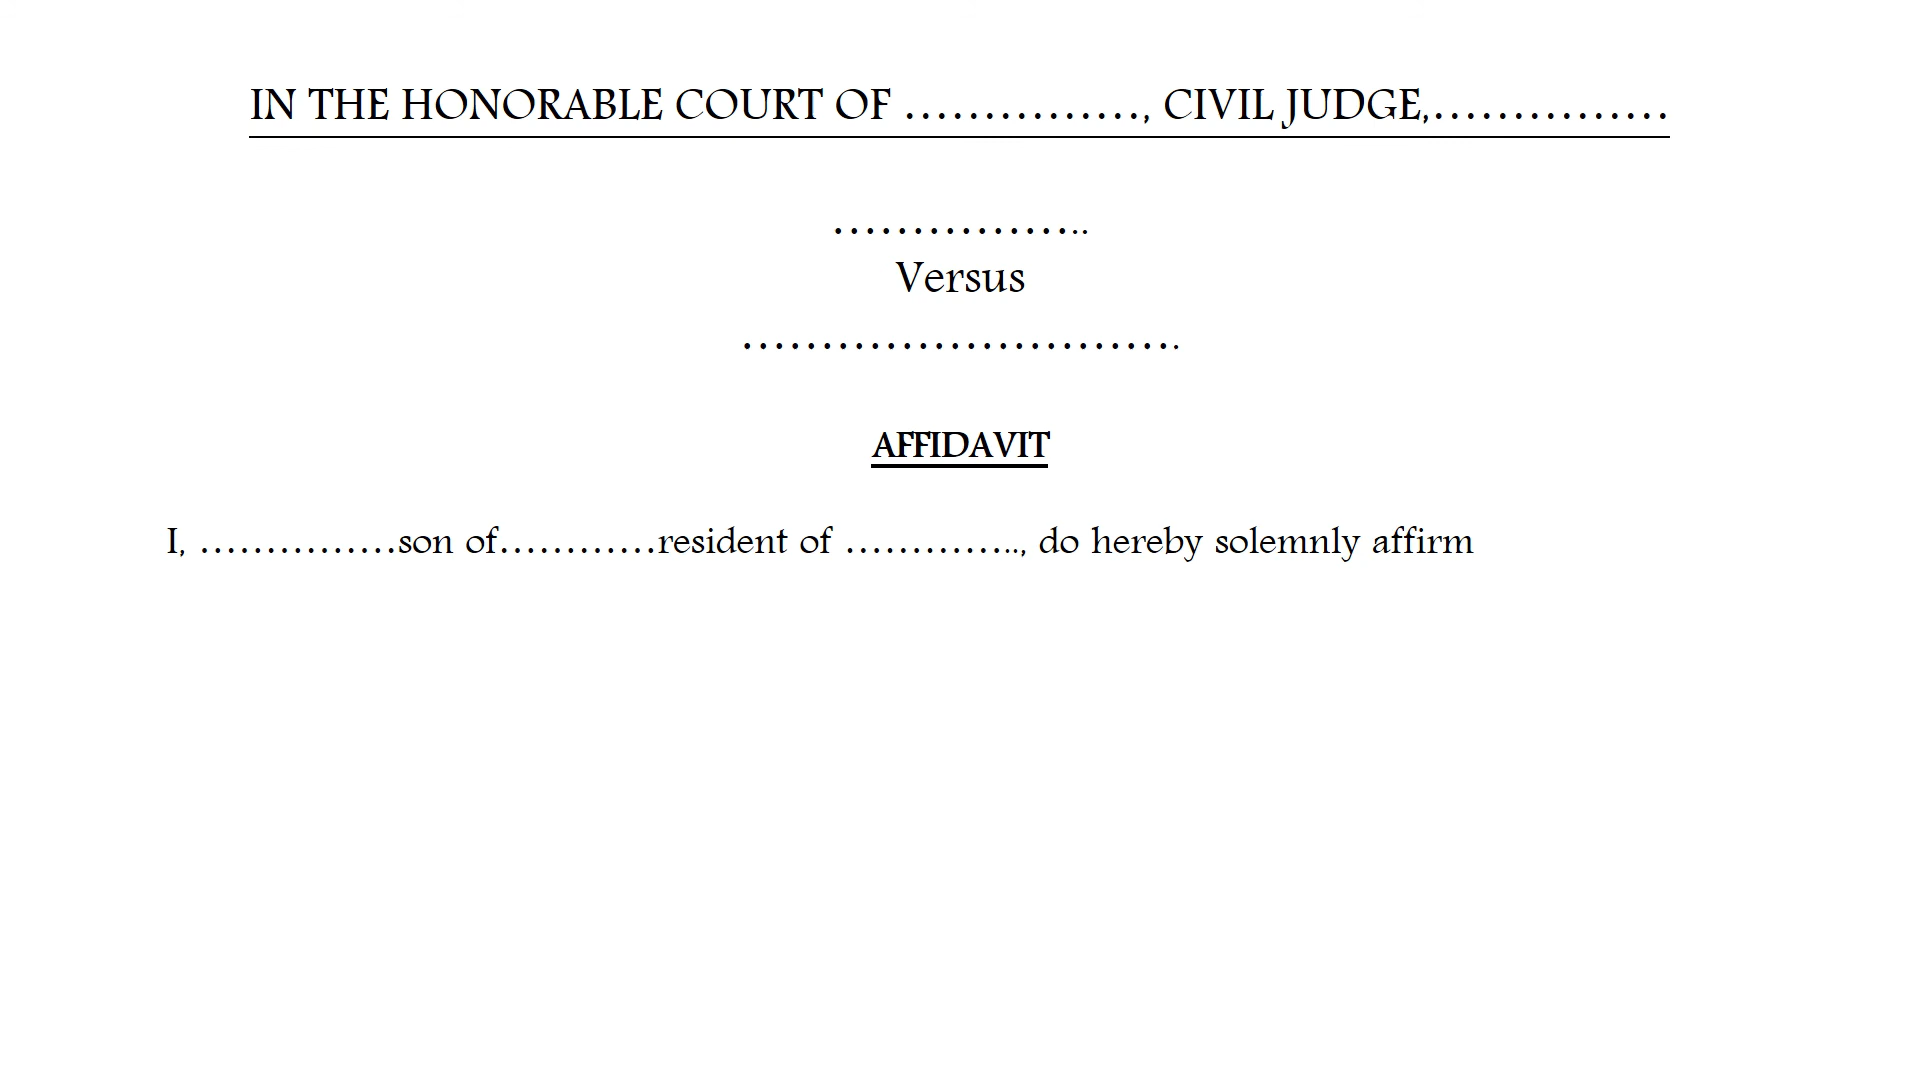 IN THE HONORABLE COURT OF ……………, CIVIL JUDGE,……………
……………..
Versus
……………………….
AFFIDAVIT
I, ……………son of…………resident of ………….., do hereby solemnly affirm